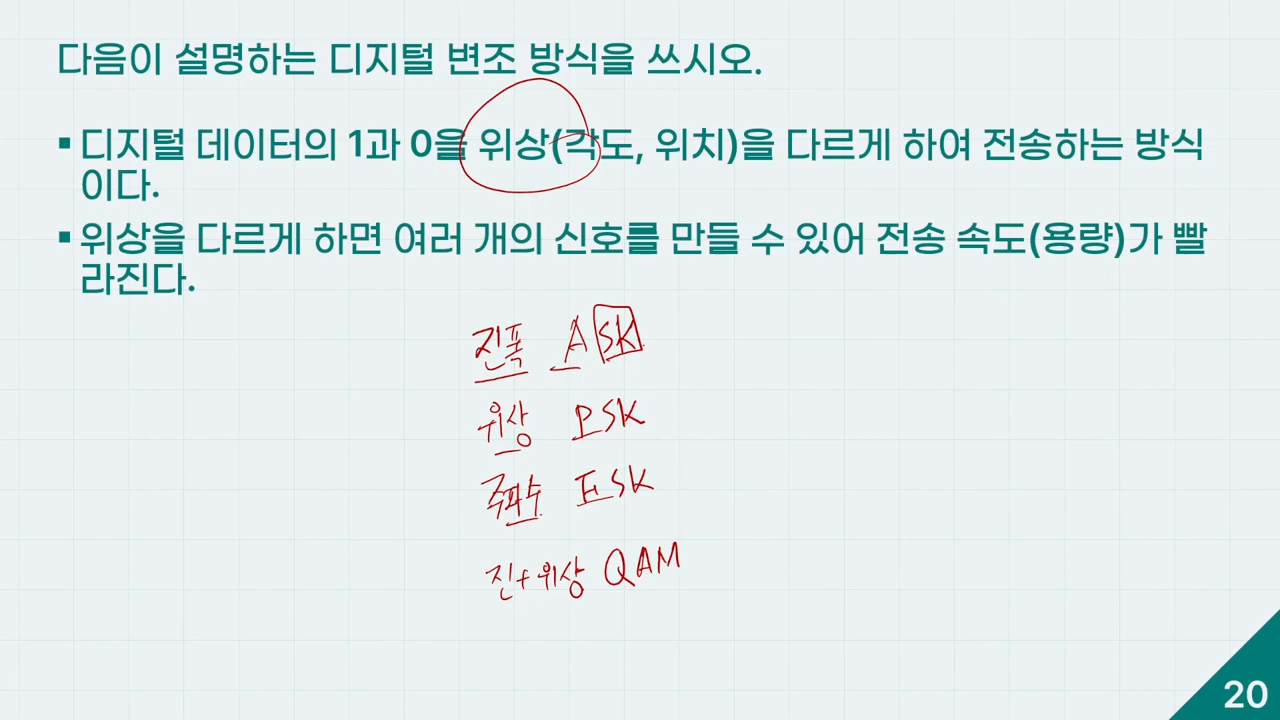 다음이 설명하는 디지털 변조 방식을 쓰시오.
▪ 디지털 데이터의 1과 0을 위상(각도, 위치)을 다르게 하여 전송하는 방식
이다.
▪ 위상을 다르게 하면 여러 개의 신호를 만들 수 있어 전송 속도(용량)가 빨
라진다.
진폭 ASK
위상 PSK
주파수 FSK
진+위상 QAM
20